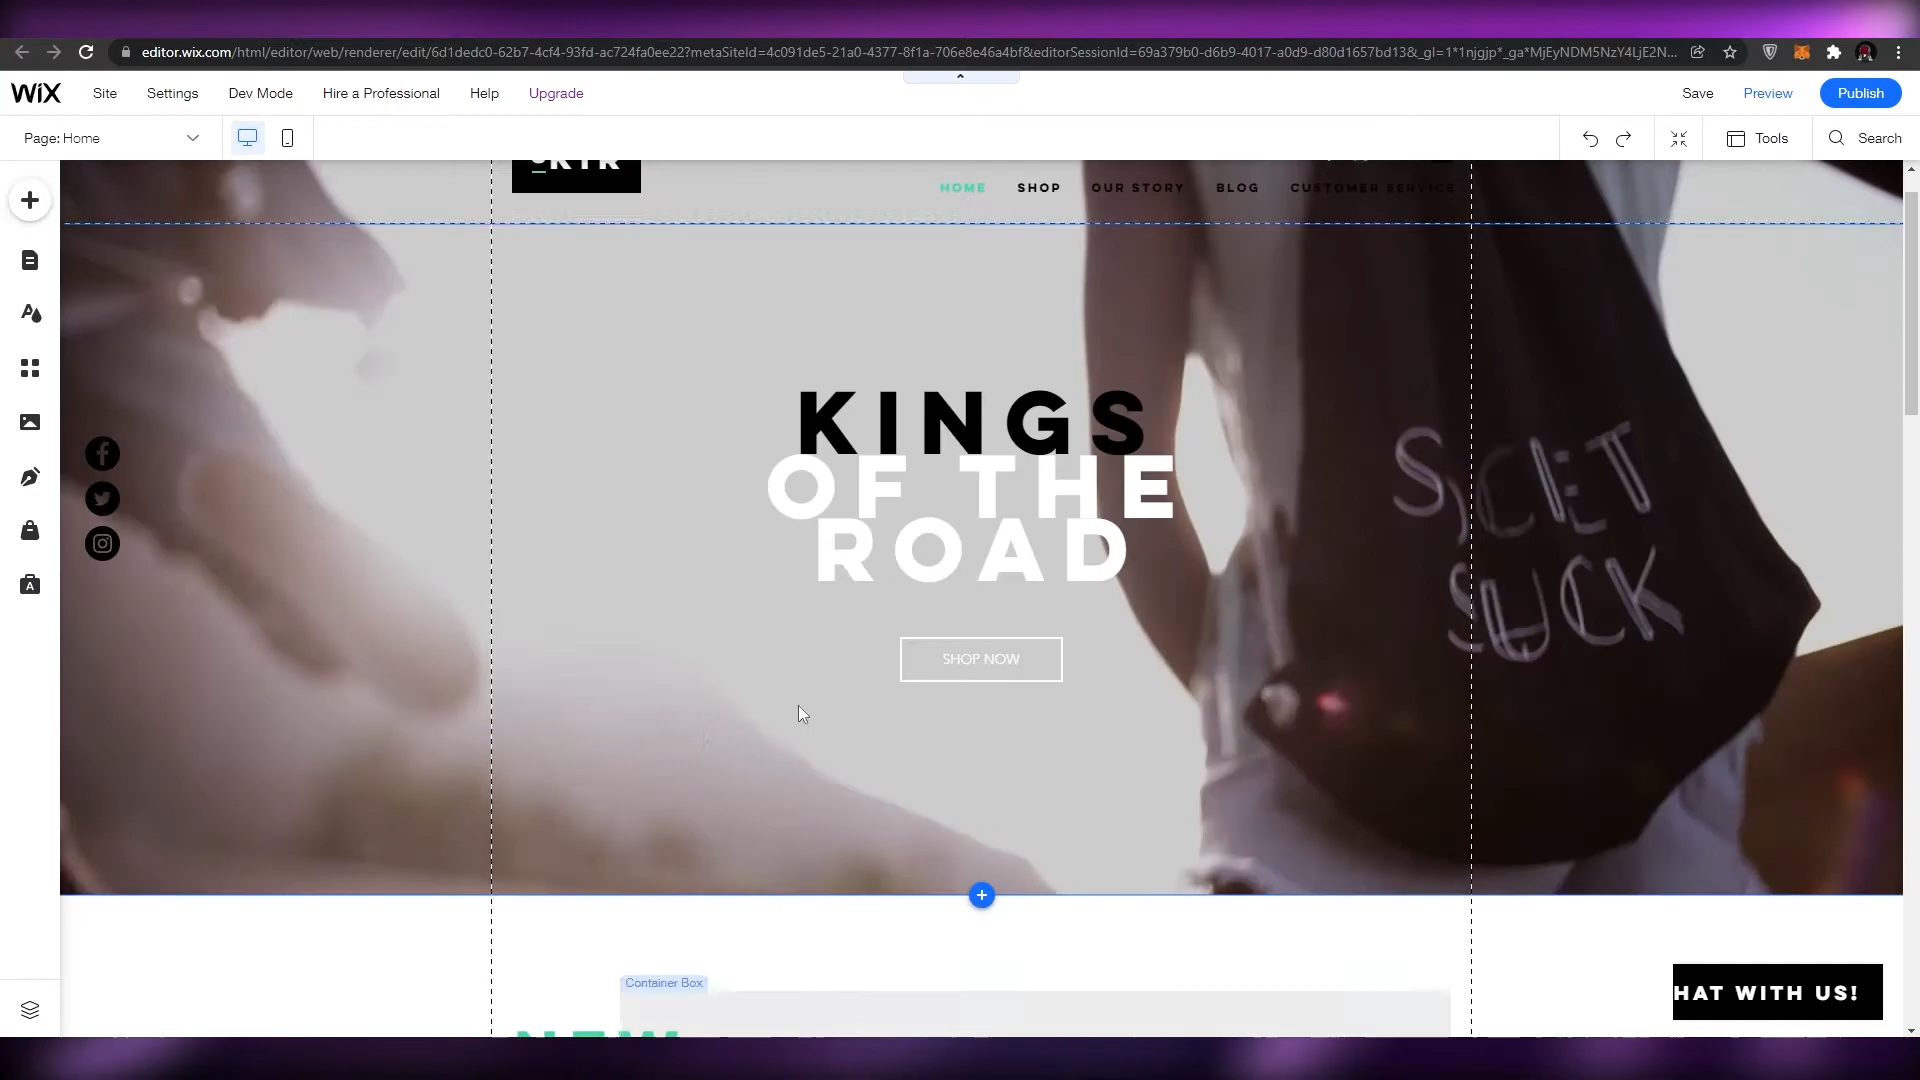 editor.wix.com/html/editor/web/renderer/edit/6d1dedc0-62b7-4cf4-93fd-ac724fa0ee22?metaSiteId=4c091de5-21a0-4377-8f1a-706e8e46a4bf&editorSessionId=69a379b0-d6b9-4017-a0d9-d80d1657bd13&_gl=1*1njgjp*_ga*MjEyNDM5NzY4LjE2N...
WiX Site Settings Dev Mode Hire a Professional Help Upgrade Save Preview Publish
Page: Home Tools Search
HOME SHOP OUR STORY BLOG CUSTOMER SERVICE
KINGS
OF THE
ROAD
SHOP NOW
SUCK
Container Box
NEW
HAT WITH US!